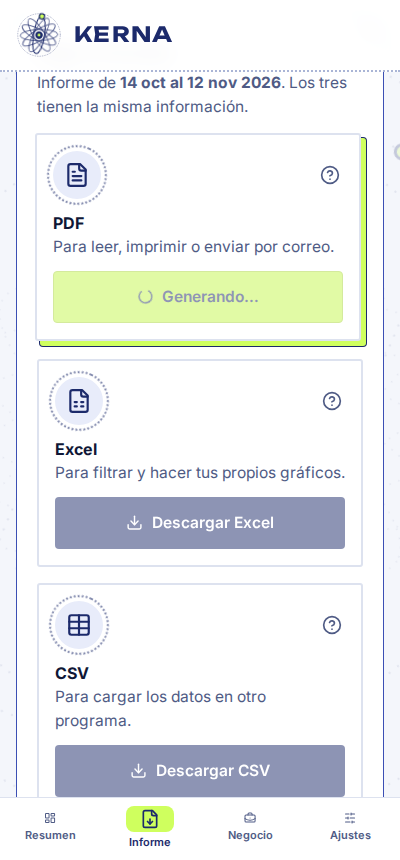 KERNA
Informe de 14 oct al 12 nov 2026. Los tres
tienen la misma información.
PDF
Para leer, imprimir o enviar por correo.
Generando...
Excel
Para filtrar y hacer tus propios gráficos.
Descargar Excel
CSV
Para cargar los datos en otro
programa.
Descargar CSV
Resumen
Informe
Negocio
Ajustes